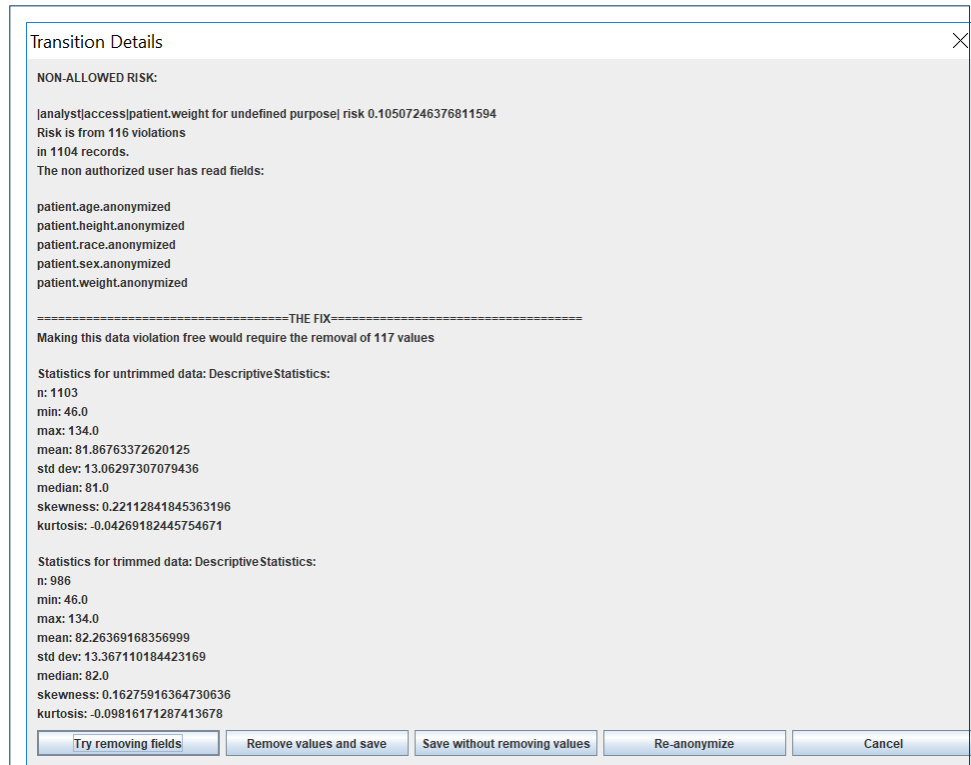 Transition Details
NON-ALLOWED RISK:
|analyst|access|patient.weight for undefined purpose| risk 0.10507246376811594
Risk is from 116 violations
in 1104 records.
The non authorized user has read fields:
patient.age.anonymized
patient.height.anonymized
patient.race.anonymized
patient.sex.anonymized
patient.weight.anonymized
====================================THE FIX====================================
Making this data violation free would require the removal of 117 values
Statistics for untrimmed data: DescriptiveStatistics:
n: 1103
min: 46.0
max: 134.0
mean: 81.86763372620125
std dev: 13.06297307079436
median: 81.0
skewness: 0.22112841845363196
kurtosis: -0.04269182445754671
Statistics for trimmed data: DescriptiveStatistics:
n: 986
min: 46.0
max: 134.0
mean: 82.26369168356999
std dev: 13.367110184423169
median: 82.0
skewness: 0.16275916364730636
kurtosis: -0.09816171287413678
Try removing fields
Remove values and save
Save without removing values
Re-anonymize
Cancel